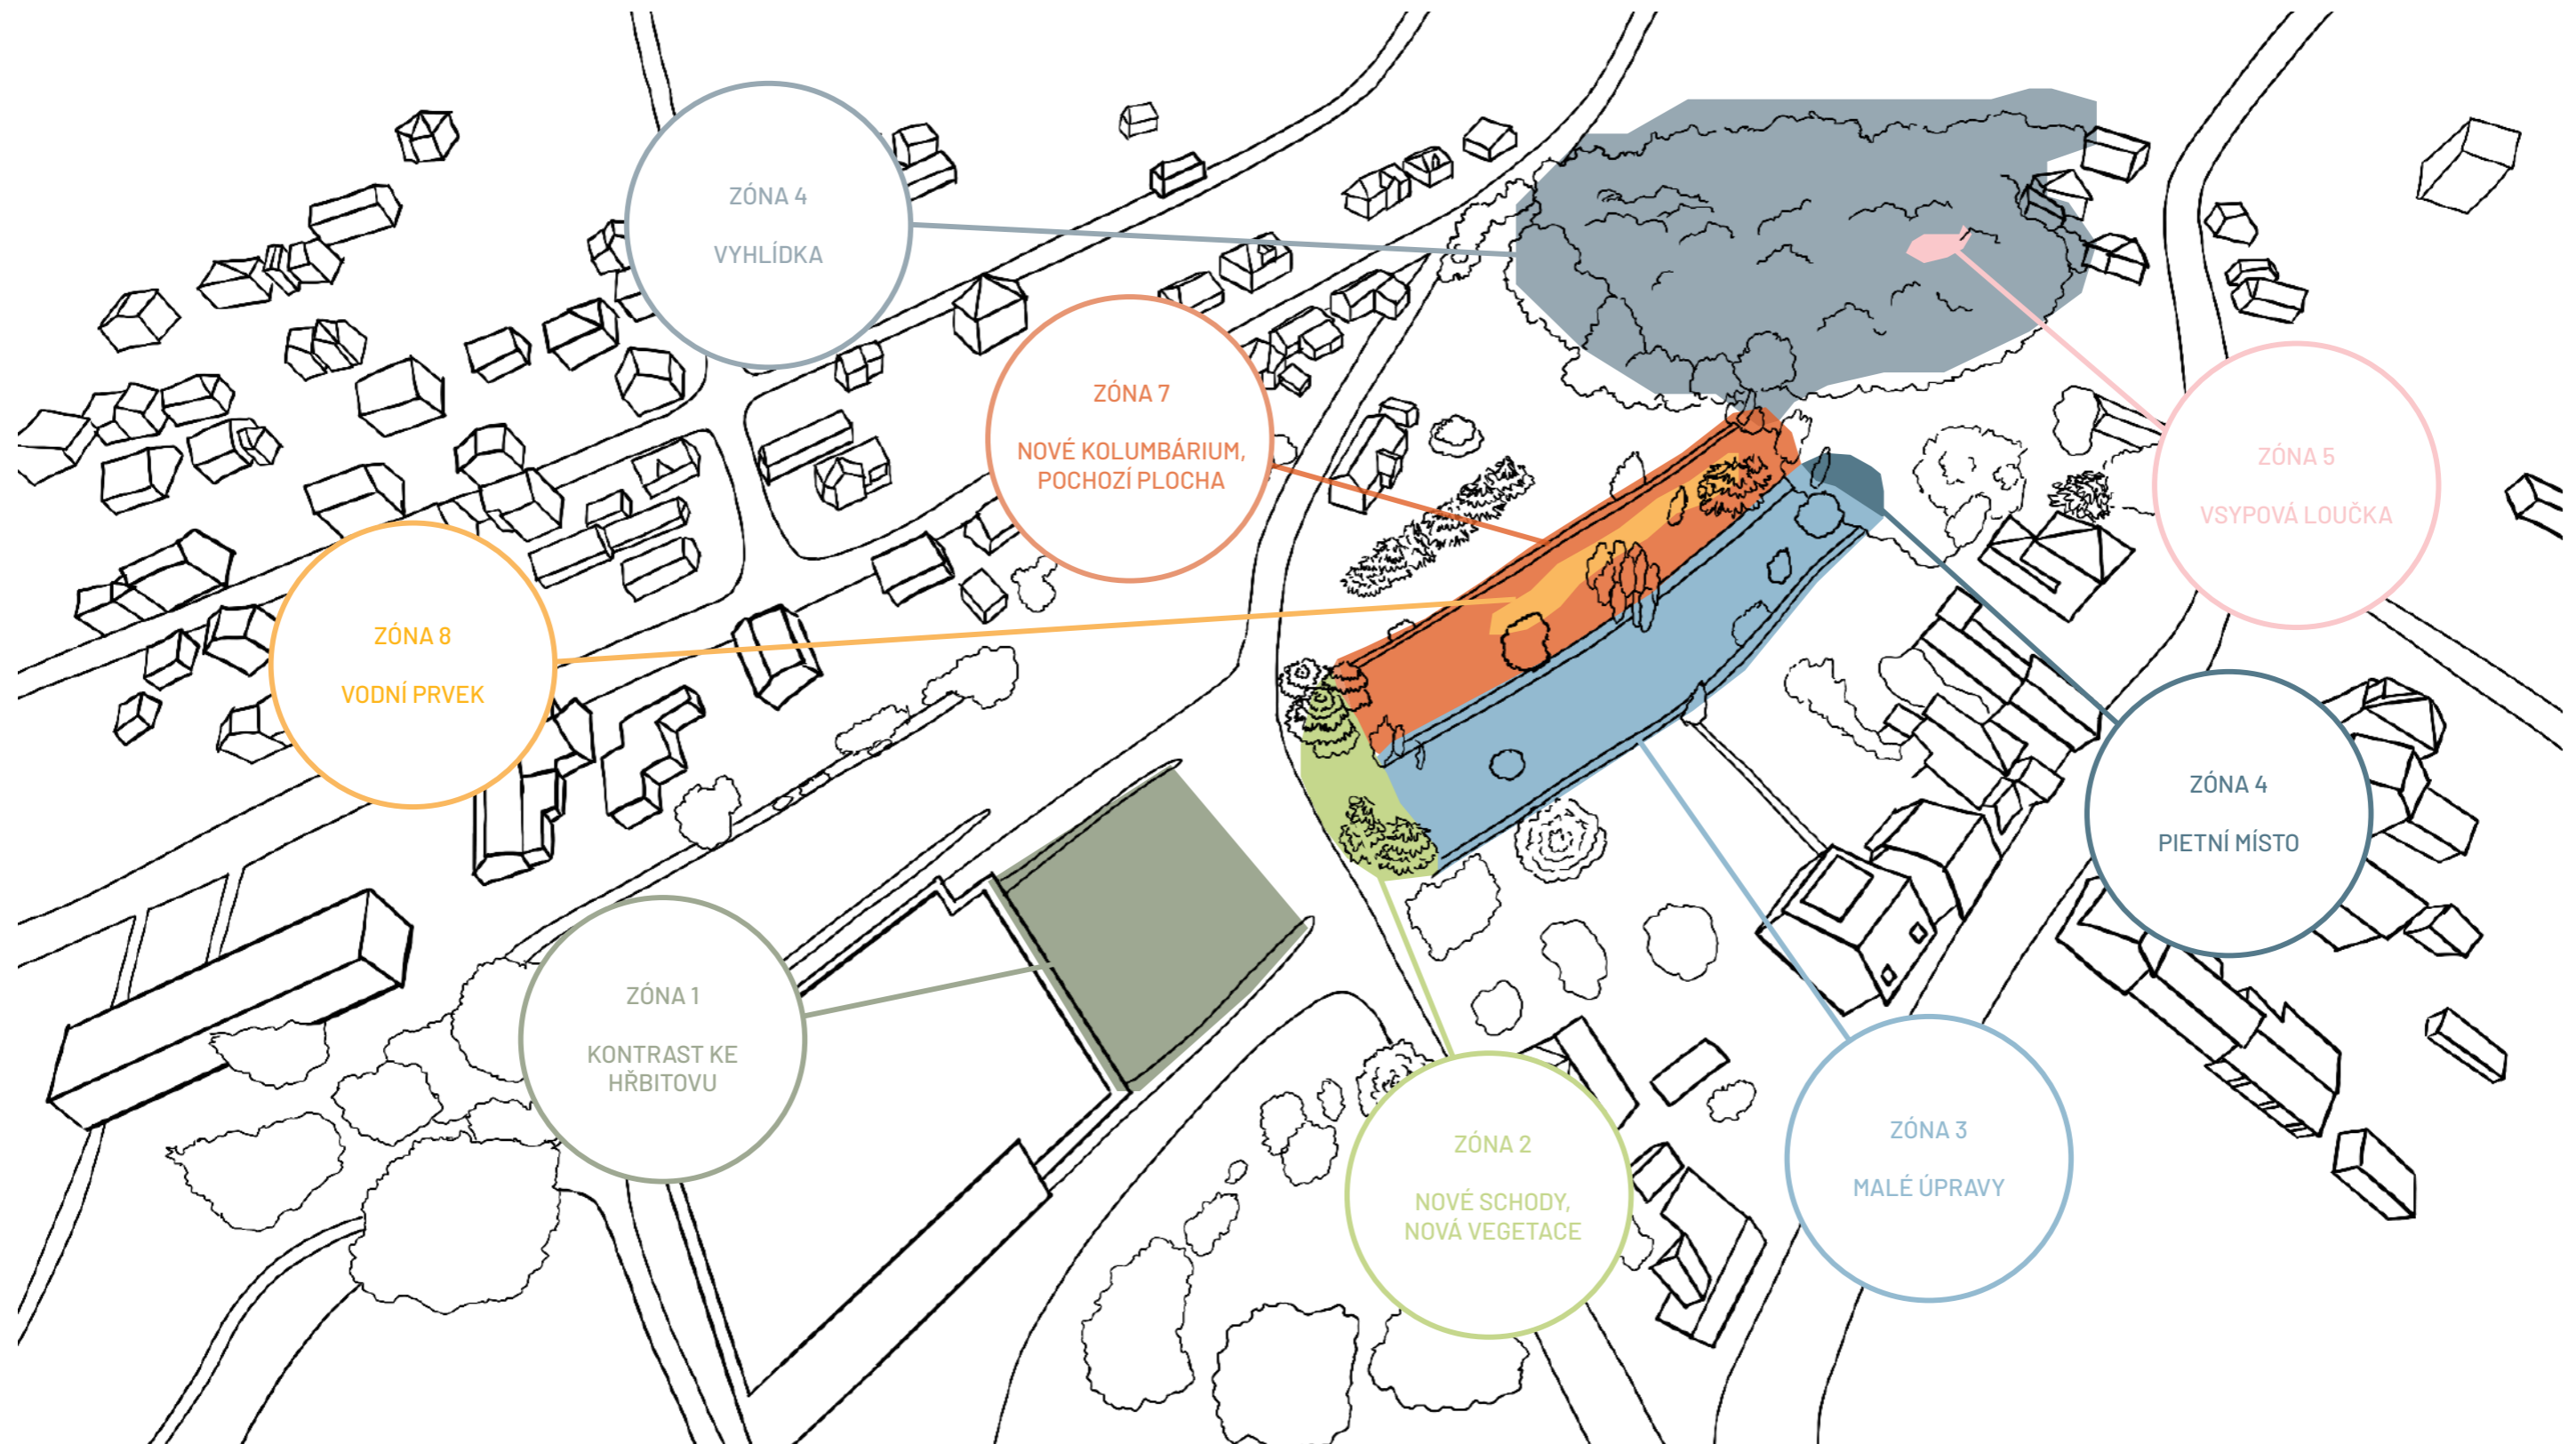 ZÓNA 4
VYHLÍDKA
ZÓNA 7
NOVÉ KOLUMBÁRIUM,
POCHOZÍ PLOCHA
ZÓNA 5
VSYPOVÁ LOUČKA
ZÓNA 8
VODNÍ PRVEK
ZÓNA 4
PIETNÍ MÍSTO
ZÓNA 1
KONTRAST KE
HŘBITOVU
ZÓNA 2
NOVÉ SCHODY,
NOVÁ VEGETACE
ZÓNA 3
MALÉ ÚPRAVY